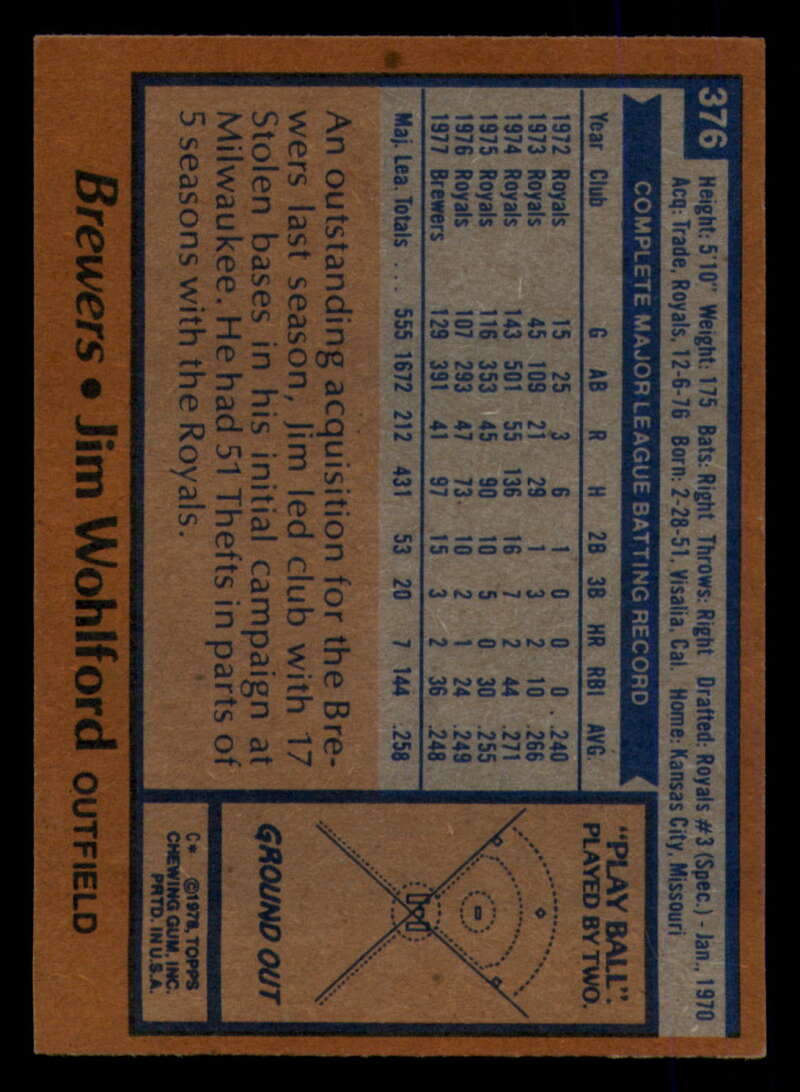 376
Height: 5'10" Weight: 175 Bats: Right Throws: Right Drafted: Royals #3 (Spec.) - Jan., 1970
Acq: Trade, Royals, 12-6-76 Born: 2-28-51, Visalia, Cal. Home: Kansas City, Missouri
COMPLETE MAJOR LEAGUE BATTING RECORD
Year Club G AB R H 2B 3B HR RBI AVG.
1972 Royals 15 25 3 6 1 0 0 0 .240
1973 Royals 45 109 21 29 1 3 2 10 .266
1974 Royals 143 501 55 136 16 7 2 44 .271
1975 Royals 116 353 45 90 10 5 0 30 .255
1976 Royals 107 293 47 73 10 2 1 24 .249
1977 Brewers 129 391 41 97 15 3 2 36 .248
Maj. Lea. Totals . . . 555 1672 212 431 53 20 7 144 .258
An outstanding acquisition for the Bre-
wers last season, Jim led club with 17
Stolen bases in his initial campaign at
Milwaukee. He had 51 Thefts in parts of
5 seasons with the Royals.
"PLAY BALL".
PLAYED BY TWO.
GROUND OUT
C* ©1978, TOPPS
CHEWING GUM, INC.
PRTD. IN U.S.A.
Brewers • Jim Wohlford OUTFIELD